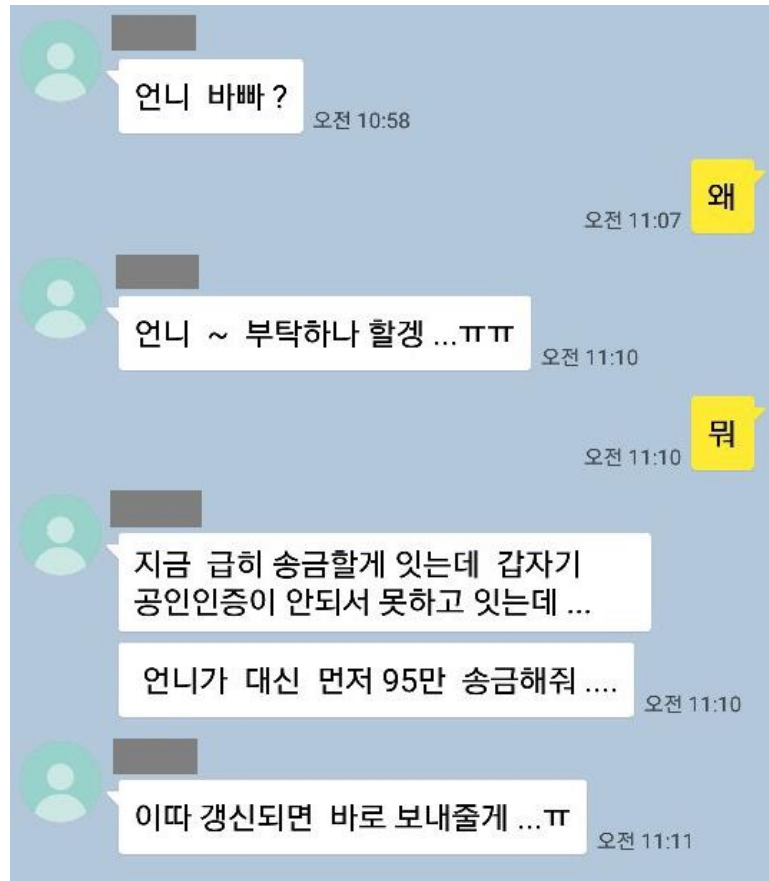 언니 바빠 ?
오전 10:58
왜
오전 11:07
언니 ~ 부탁하나 할겡 ...ㅠㅠ
오전 11:10
뭐
오전 11:10
지금 급히 송금할게 잇는데 갑자기
공인인증이 안되서 못하고 잇는데 ...
언니가 대신 먼저 95만 송금해줘 ....
오전 11:10
이따 갱신되면 바로 보내줄게 ...ㅠ
오전 11:11